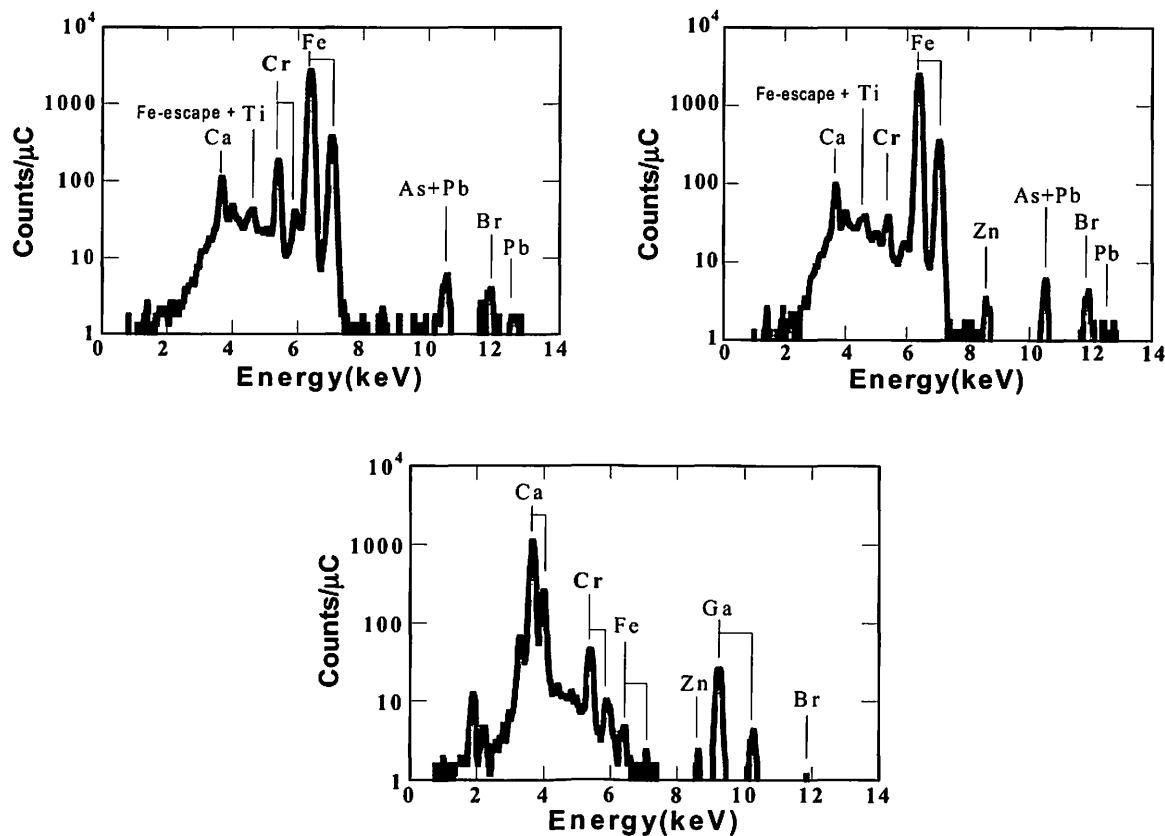 10⁴
Fe
Cr
1000
Fe-escape + Ti
Ca
100
As+Pb
Br
10
Pb
1
0 2 4 6 8 10 12 14
Energy(keV)
Counts/μC
10⁴
Fe
1000
Fe-escape + Ti
Ca
Cr
100
As+Pb
Br
Zn
Pb
10
1
0 2 4 6 8 10 12 14
Energy(keV)
Counts/μC
10⁴
Ca
1000
Cr
Ga
100
Fe
Zn
Br
10
1
0 2 4 6 8 10 12 14
Energy(keV)
Counts/μC